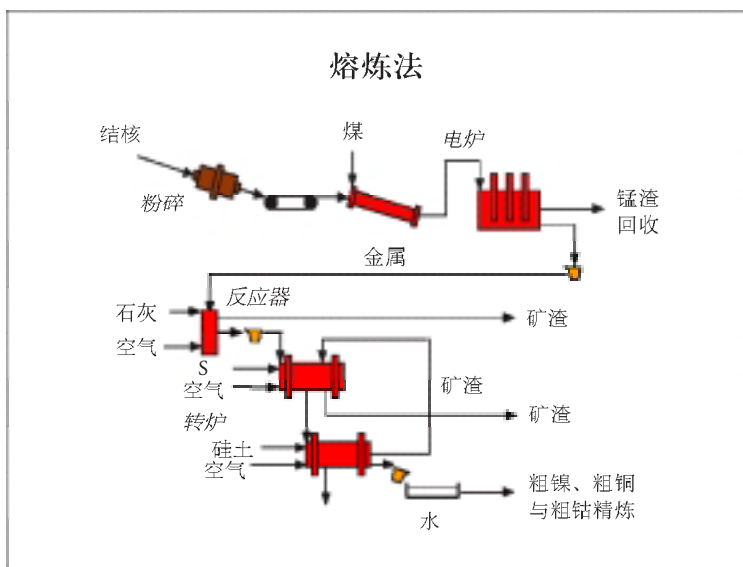 熔炼法
结核
煤
电炉
粉碎
锰渣
回收
金属
石灰
反应器
矿渣
空气
S
空气
矿渣
矿渣
转炉
硅土
空气
粗镍、粗铜
与粗钴精炼
水